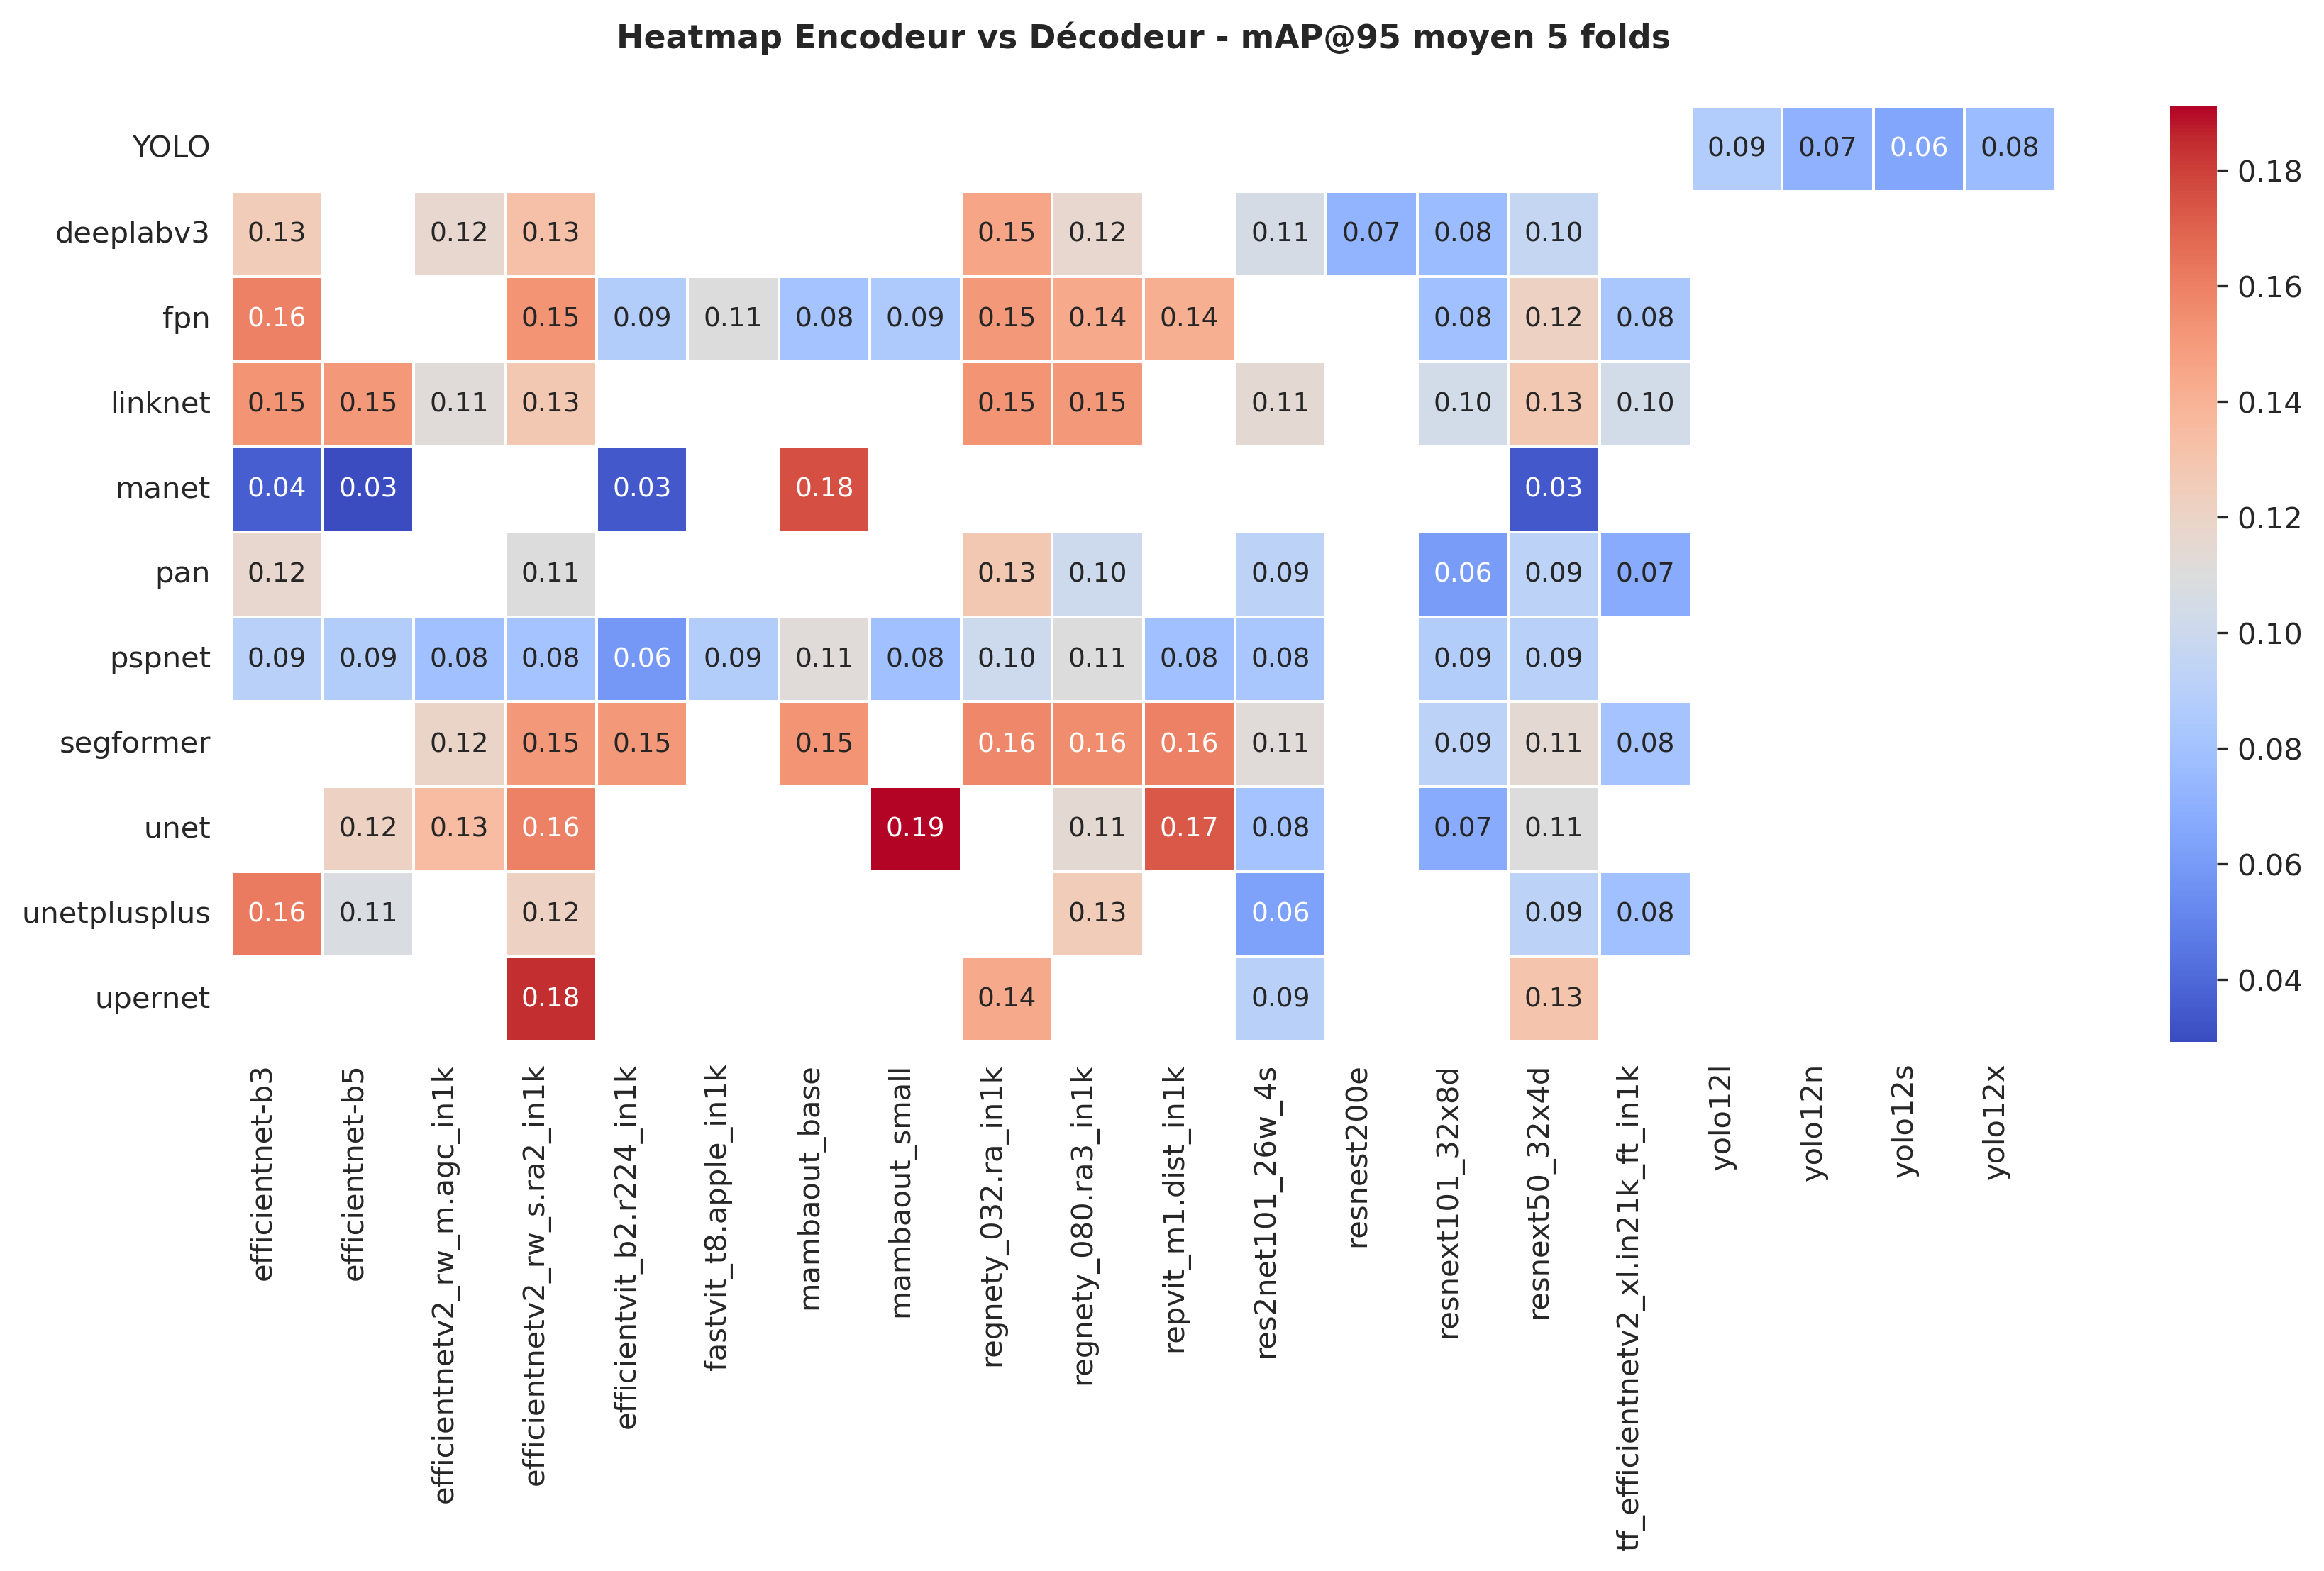 Heatmap Encodeur vs Décodeur - mAP@95 moyen 5 folds
YOLO 0.09 0.07 0.06 0.08
deeplabv3 0.13 0.12 0.13 0.15 0.12 0.11 0.07 0.08 0.10
fpn 0.16 0.15 0.09 0.11 0.08 0.09 0.15 0.14 0.14 0.08 0.12 0.08
linknet 0.15 0.15 0.11 0.13 0.15 0.15 0.11 0.10 0.13 0.10
manet 0.04 0.03 0.03 0.18 0.03
pan 0.12 0.11 0.13 0.10 0.09 0.06 0.09 0.07
pspnet 0.09 0.09 0.08 0.08 0.06 0.09 0.11 0.08 0.10 0.11 0.08 0.08 0.09 0.09
segformer 0.12 0.15 0.15 0.15 0.16 0.16 0.16 0.11 0.09 0.11 0.08
unet 0.12 0.13 0.16 0.19 0.11 0.17 0.08 0.07 0.11
unetplusplus 0.16 0.11 0.12 0.13 0.06 0.09 0.08
upernet 0.18 0.14 0.09 0.13
efficientnet-b3
efficientnet-b5
efficientnetv2_rw_m.agc_in1k
efficientnetv2_rw_s.ra2_in1k
efficientvit_b2.r224_in1k
fastvit_t8.apple_in1k
mambaout_base
mambaout_small
regnety_032.ra_in1k
regnety_080.ra3_in1k
repvit_m1.dist_in1k
res2net101_26w_4s
resnest200e
resnext101_32x8d
resnext50_32x4d
tf_efficientnetv2_xl.in21k_ft_in1k
yolo12l
yolo12n
yolo12s
yolo12x
0.18
0.16
0.14
0.12
0.10
0.08
0.06
0.04